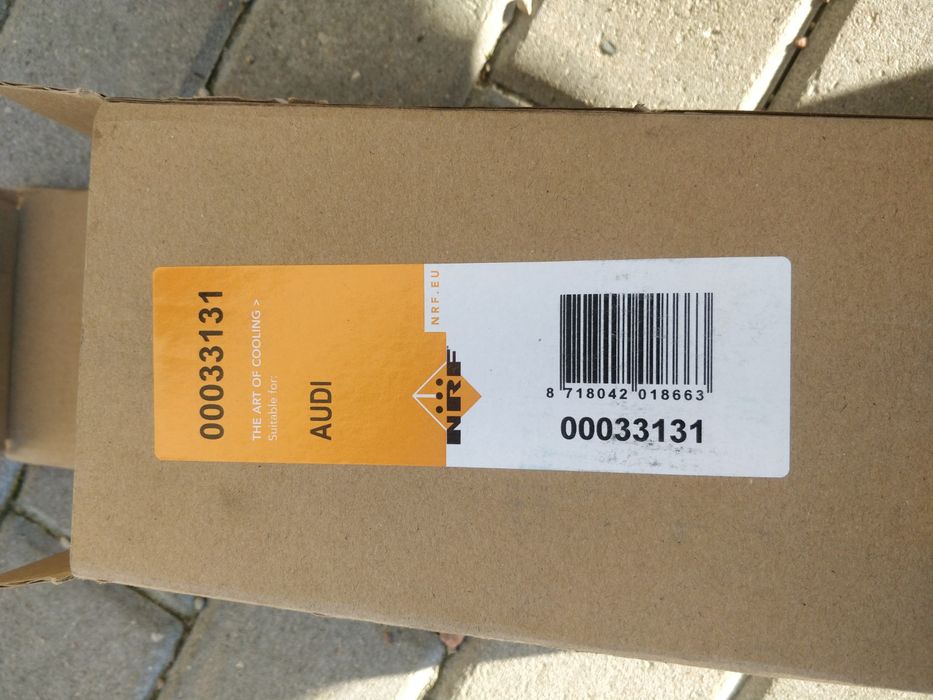 00033131
THE ART OF COOLING >
Suitable for:
AUDI
NRF.EU
NRF
8 718042 018663
00033131